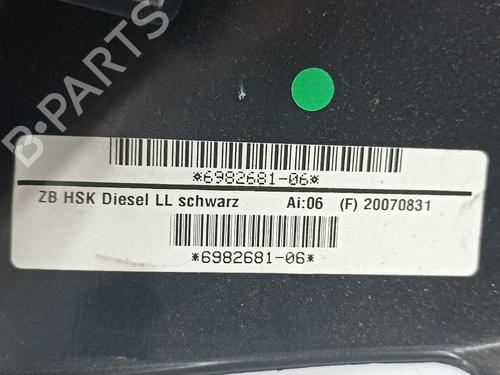 B-PARTS
*6982681-06*
ZB HSK Diesel LL schwarz Ai:06 (F) 20070831
*6982681-06*